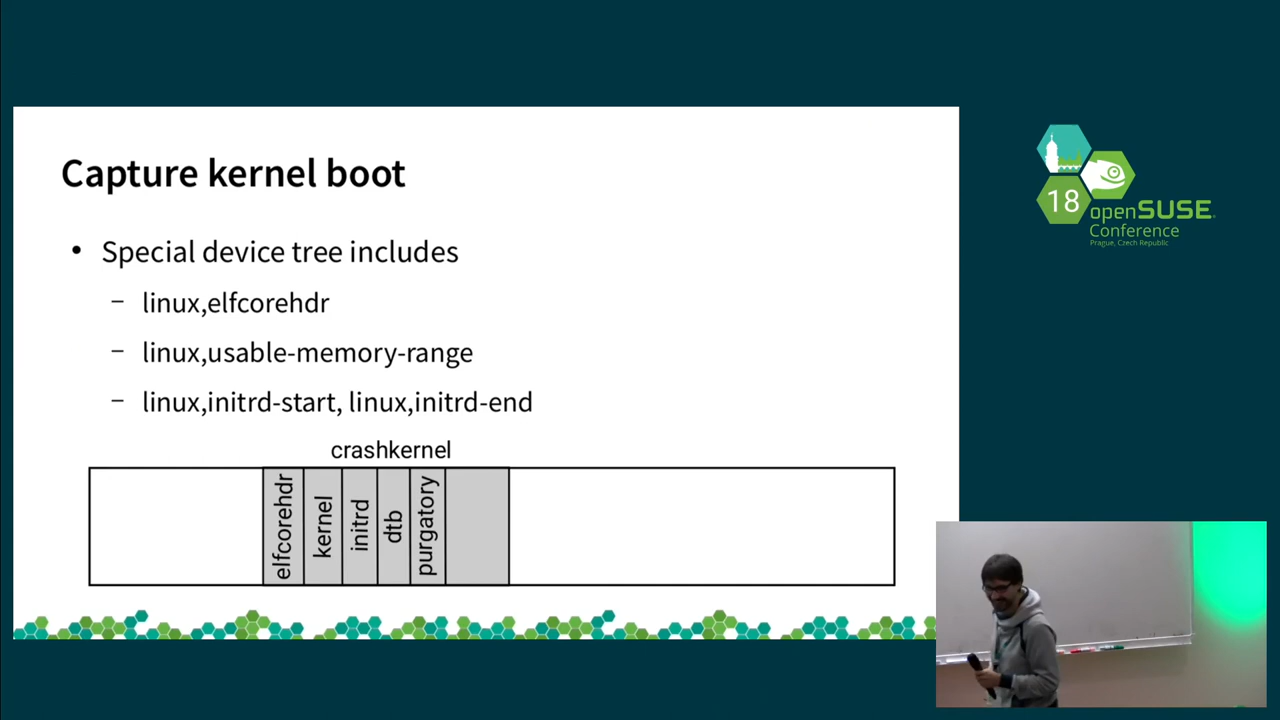 Capture kernel boot
• Special device tree includes
– linux,elfcorehdr
– linux,usable-memory-range
– linux,initrd-start, linux,initrd-end
crashkernel
elfcorehdr
kernel
initrd
dtb
purgatory
18
openSUSE
Conference
Prague, Czech Republic